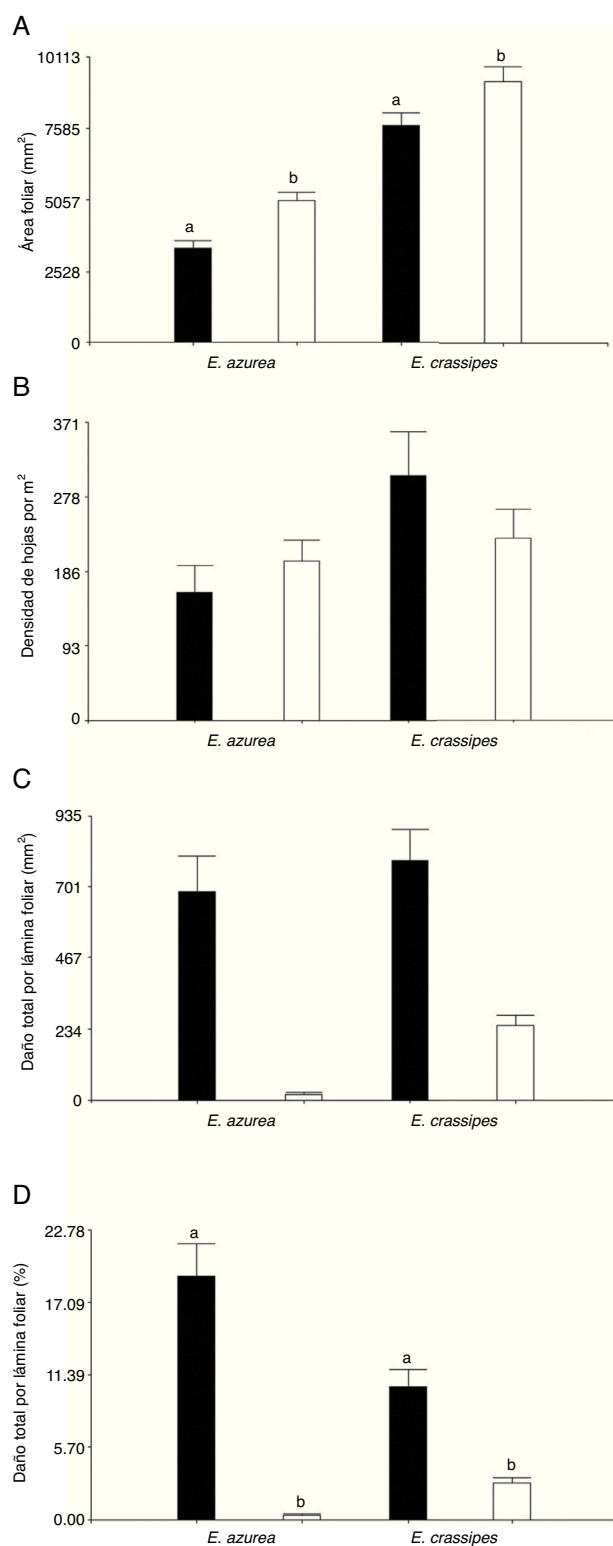 A
10113
7585
5057
2528
0
Área foliar (mm²)
a
b
a
b
E. azurea
E. crassipes
B
371
278
186
93
0
Densidad de hojas por m²
E. azurea
E. crassipes
C
935
701
467
234
0
Daño total por lámina foliar (mm²)
E. azurea
E. crassipes
D
22.78
17.09
11.39
5.70
0.00
Daño total por lámina foliar (%)
a
b
a
b
E. azurea
E. crassipes